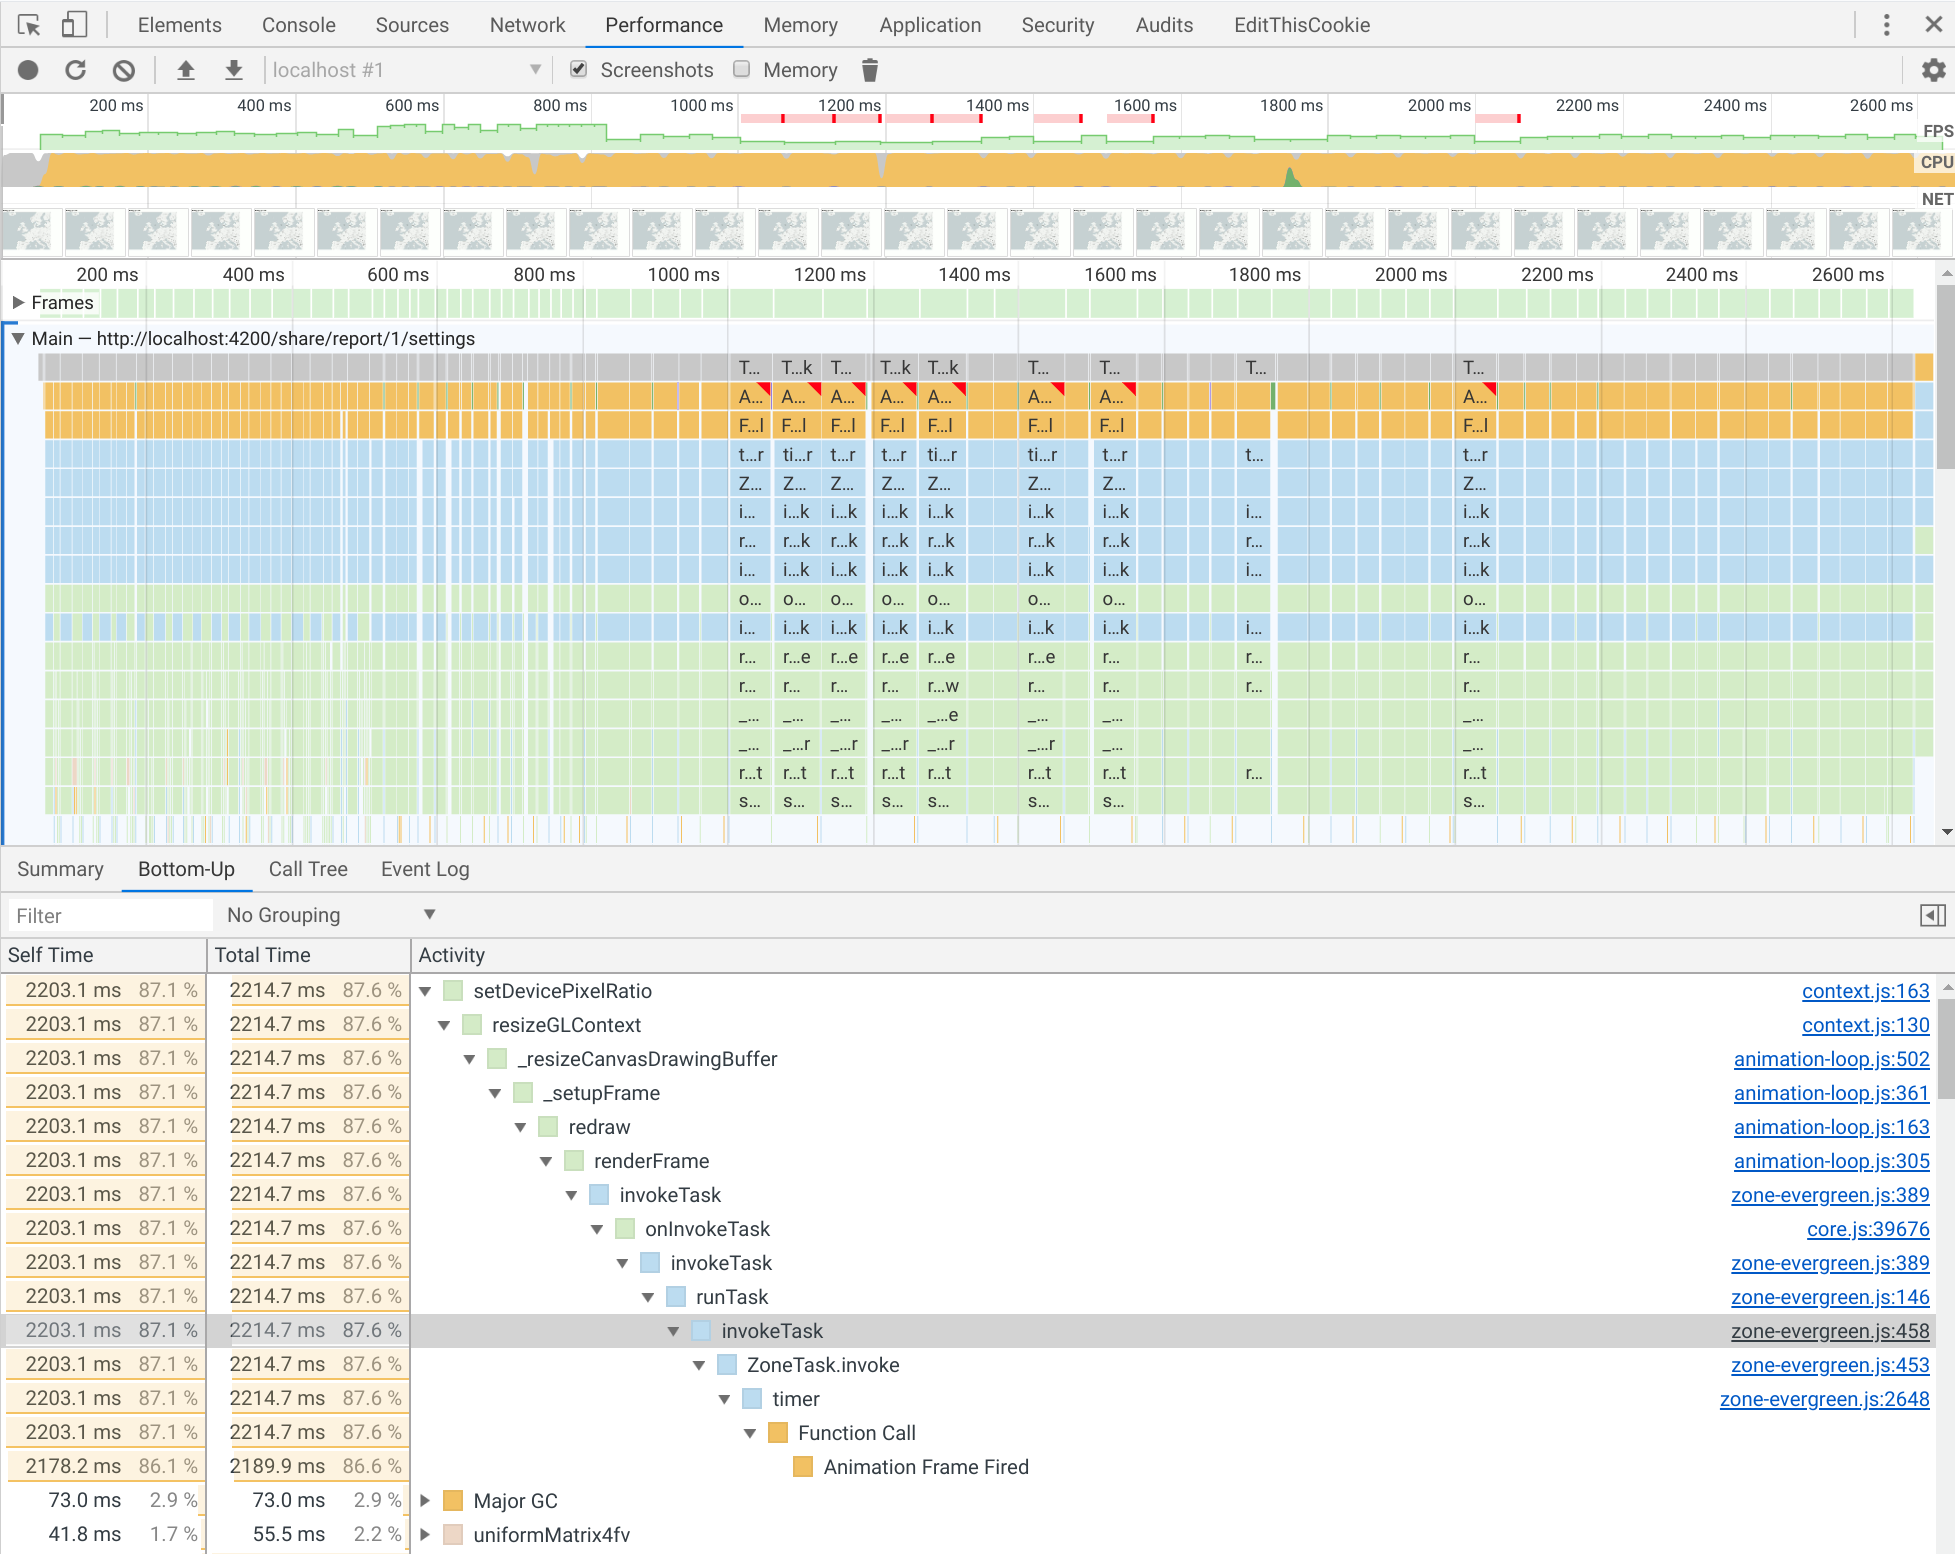 Elements Console Sources Network Performance Memory Application Security Audits EditThisCookie
localhost #1 Screenshots Memory
200 ms 400 ms 600 ms 800 ms 1000 ms 1200 ms 1400 ms 1600 ms 1800 ms 2000 ms 2200 ms 2400 ms 2600 ms
FPS
CPU
NET
200 ms 400 ms 600 ms 800 ms 1000 ms 1200 ms 1400 ms 1600 ms 1800 ms 2000 ms 2200 ms 2400 ms 2600 ms
Frames
Main — http://localhost:4200/share/report/1/settings
T... T...k T... T...k T...k T... T... T... T...
A... A... A... A... A... A... A... A...
F...l F...l F...l F...l F...l F...l F...l F...l
t...r ti...r t...r t...r ti...r ti...r t...r t... t...r
Z... Z... Z... Z... Z... Z... Z... Z...
i... i...k i...k i...k i...k i...k i...k i... i...k
r... r...k r...k r...k r...k r...k r...k r... r...k
i... i...k i...k i...k i...k i...k i...k i... i...k
o... o... o... o... o... o... o... o...
i... i...k i...k i...k i...k i...k i...k i... i...k
r... r...e r...e r...e r...e r...e r... r... r...
r... r... r... r... r...w r... r... r... r...
_... _... _... _... _...e _... _... _...
_... _...r _...r _...r _...r _...r _... _...
r...t r...t r...t r...t r...t r...t r...t r... r...t
s... s... s... s... s... s... s... s...
Summary Bottom-Up Call Tree Event Log
Filter No Grouping
Self Time Total Time Activity
2203.1 ms 87.1 % 2214.7 ms 87.6 % setDevicePixelRatio context.js:163
2203.1 ms 87.1 % 2214.7 ms 87.6 % resizeGLContext context.js:130
2203.1 ms 87.1 % 2214.7 ms 87.6 % _resizeCanvasDrawingBuffer animation-loop.js:502
2203.1 ms 87.1 % 2214.7 ms 87.6 % _setupFrame animation-loop.js:361
2203.1 ms 87.1 % 2214.7 ms 87.6 % redraw animation-loop.js:163
2203.1 ms 87.1 % 2214.7 ms 87.6 % renderFrame animation-loop.js:305
2203.1 ms 87.1 % 2214.7 ms 87.6 % invokeTask zone-evergreen.js:389
2203.1 ms 87.1 % 2214.7 ms 87.6 % onInvokeTask core.js:39676
2203.1 ms 87.1 % 2214.7 ms 87.6 % invokeTask zone-evergreen.js:389
2203.1 ms 87.1 % 2214.7 ms 87.6 % runTask zone-evergreen.js:146
2203.1 ms 87.1 % 2214.7 ms 87.6 % invokeTask zone-evergreen.js:458
2203.1 ms 87.1 % 2214.7 ms 87.6 % ZoneTask.invoke zone-evergreen.js:453
2203.1 ms 87.1 % 2214.7 ms 87.6 % timer zone-evergreen.js:2648
2203.1 ms 87.1 % 2214.7 ms 87.6 % Function Call
2178.2 ms 86.1 % 2189.9 ms 86.6 % Animation Frame Fired
73.0 ms 2.9 % 73.0 ms 2.9 % Major GC
41.8 ms 1.7 % 55.5 ms 2.2 % uniformMatrix4fv